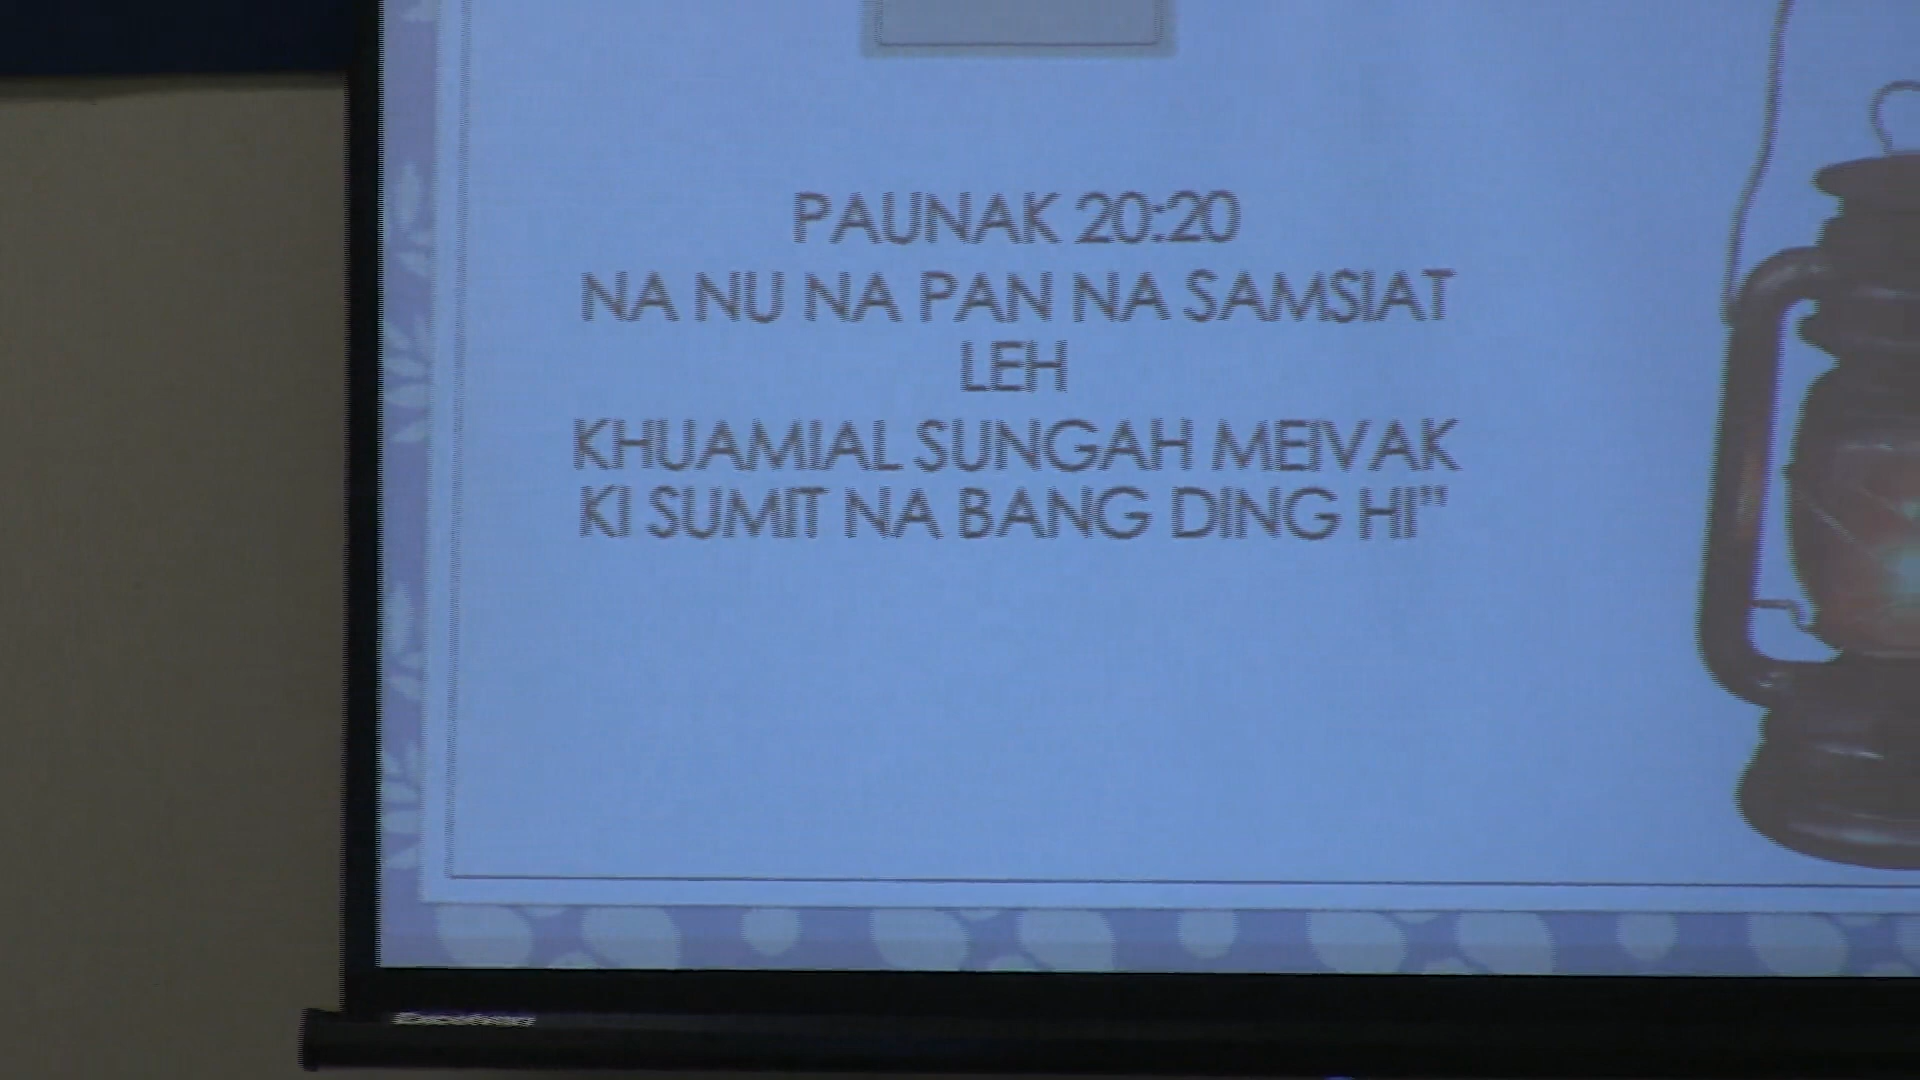 PAUNAK 20:20
NA NU NA PAN NA SAMSIAT
LEH
KHUAMIAL SUNGAH MEIVAK
KI SUMIT NA BANG DING HI”